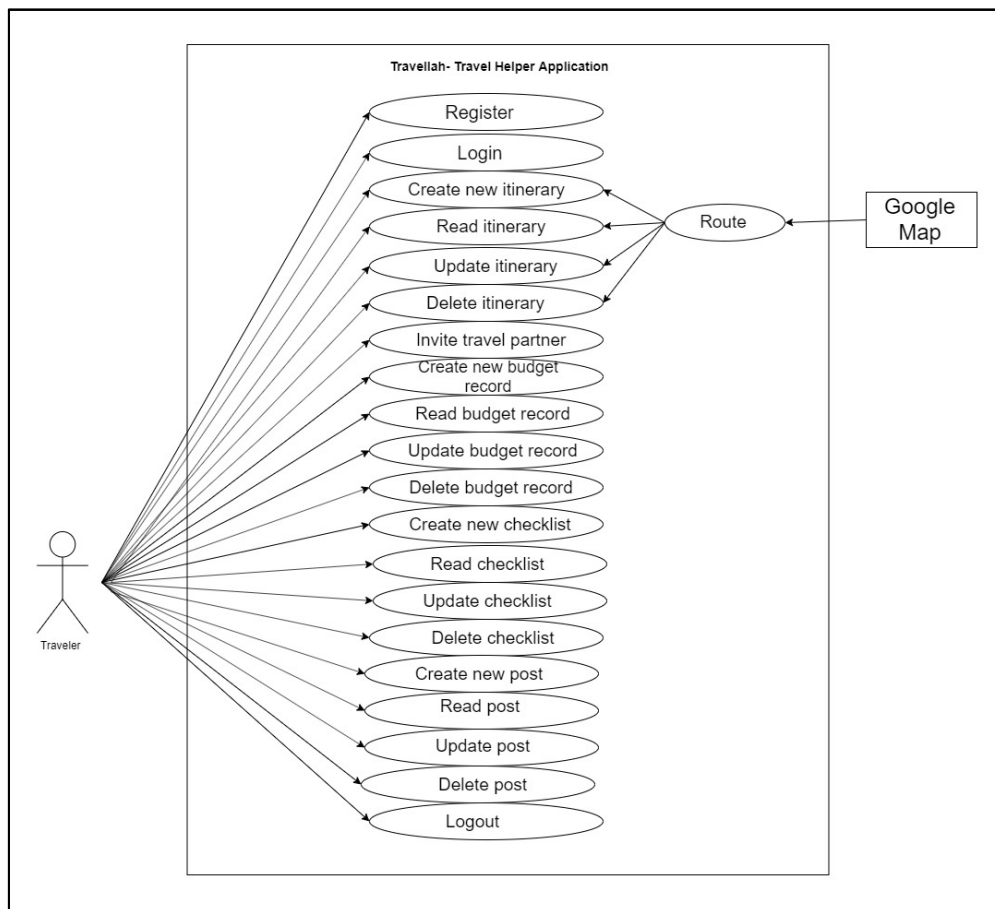 Travellah- Travel Helper Application
Register
Login
Create new itinerary
Read itinerary
Update itinerary
Delete itinerary
Invite travel partner
Create new budget
record
Read budget record
Update budget record
Delete budget record
Create new checklist
Read checklist
Update checklist
Delete checklist
Create new post
Read post
Update post
Delete post
Logout
Route
Google
Map
Traveler